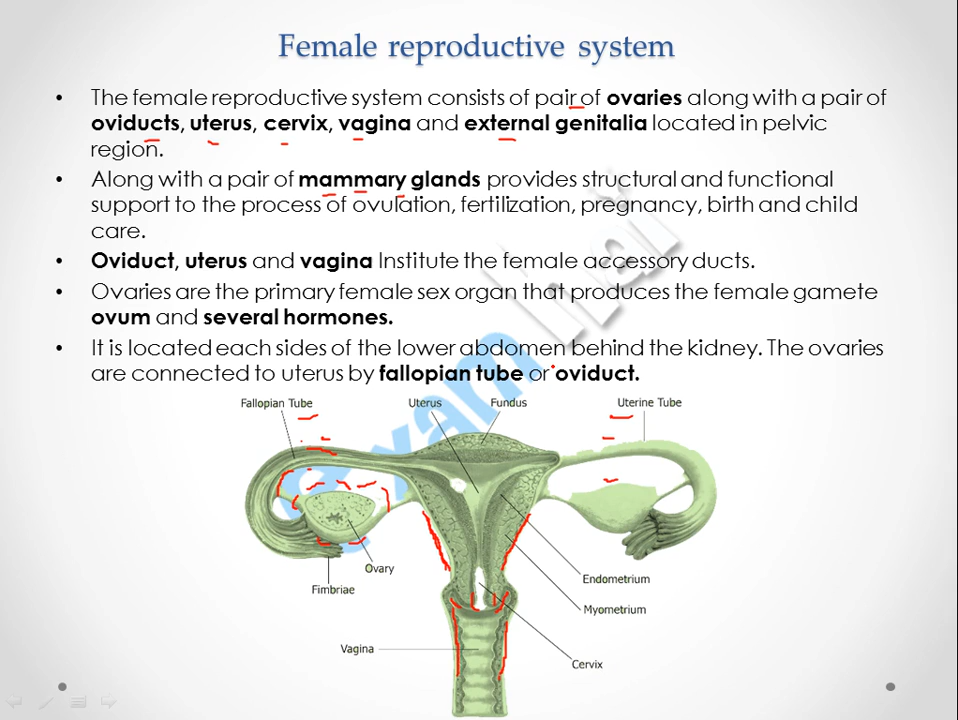 Female reproductive system
• The female reproductive system consists of pair of ovaries along with a pair of
oviducts, uterus, cervix, vagina and external genitalia located in pelvic
region.
• Along with a pair of mammary glands provides structural and functional
support to the process of ovulation, fertilization, pregnancy, birth and child
care.
• Oviduct, uterus and vagina Institute the female accessory ducts.
• Ovaries are the primary female sex organ that produces the female gamete
ovum and several hormones.
• It is located each sides of the lower abdomen behind the kidney. The ovaries
are connected to uterus by fallopian tube or oviduct.
Fallopian Tube
Uterus
Fundus
Uterine Tube
Ovary
Fimbriae
Endometrium
Myometrium
Vagina
Cervix